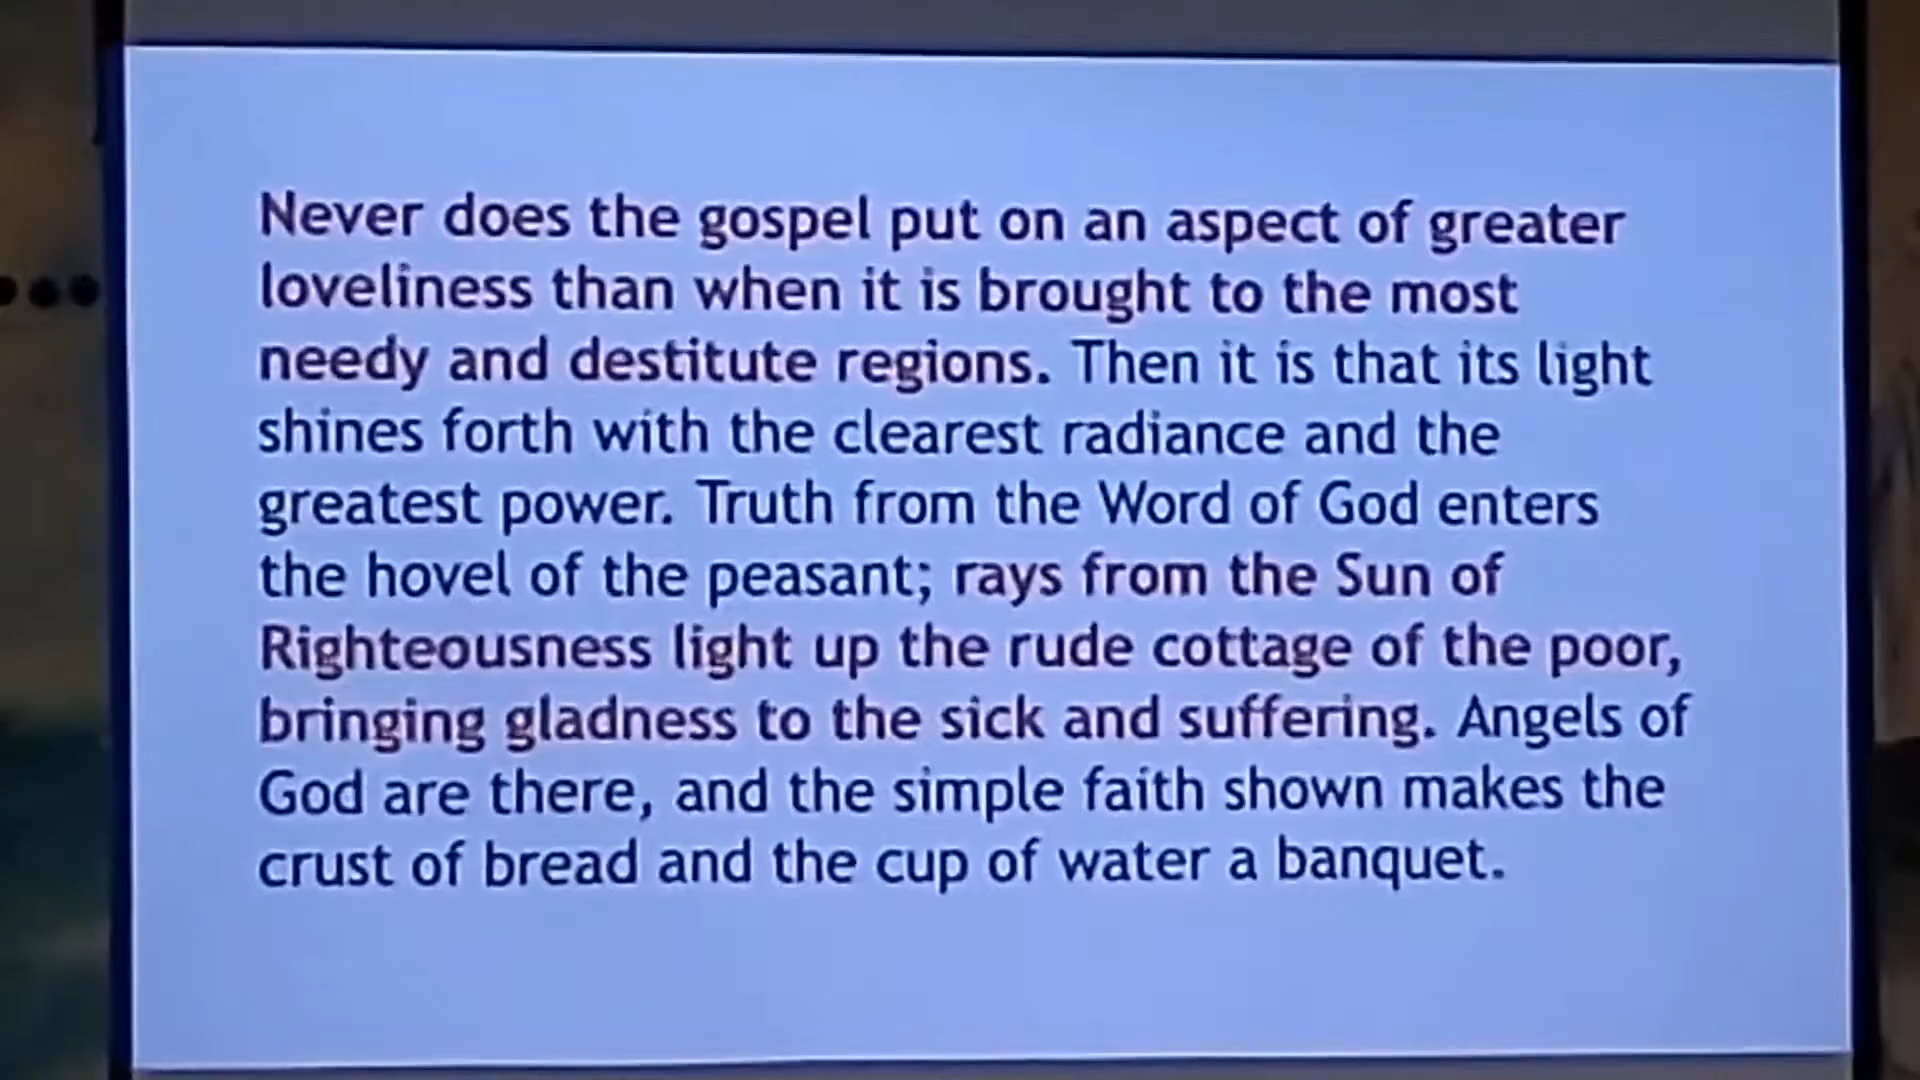 Never does the gospel put on an aspect of greater
loveliness than when it is brought to the most
needy and destitute regions. Then it is that its light
shines forth with the clearest radiance and the
greatest power. Truth from the Word of God enters
the hovel of the peasant; rays from the Sun of
Righteousness light up the rude cottage of the poor,
bringing gladness to the sick and suffering. Angels of
God are there, and the simple faith shown makes the
crust of bread and the cup of water a banquet.